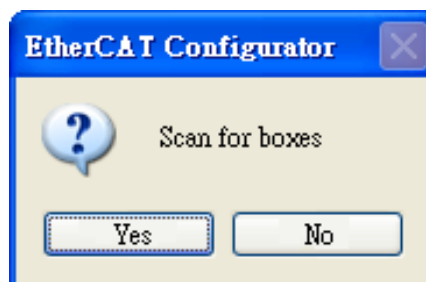 EtherCAT Configurator
Scan for boxes
Yes
No